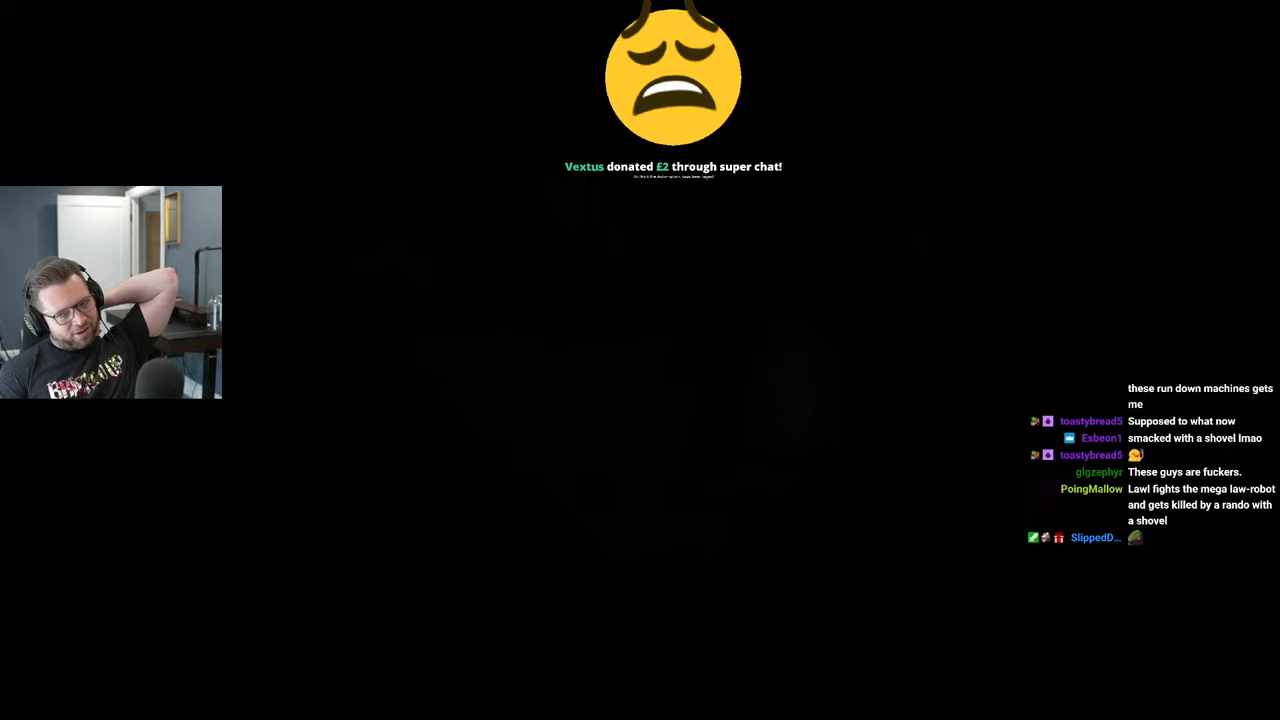 Vextus donated £2 through super chat!
these run down machines gets
me
toastybread5 Supposed to what now
Esbeon1 smacked with a shovel lmao
toastybread5
glgzephyr These guys are fuckers.
PoingMallow Lawl fights the mega law-robot
and gets killed by a rando with
a shovel
SlippedD...